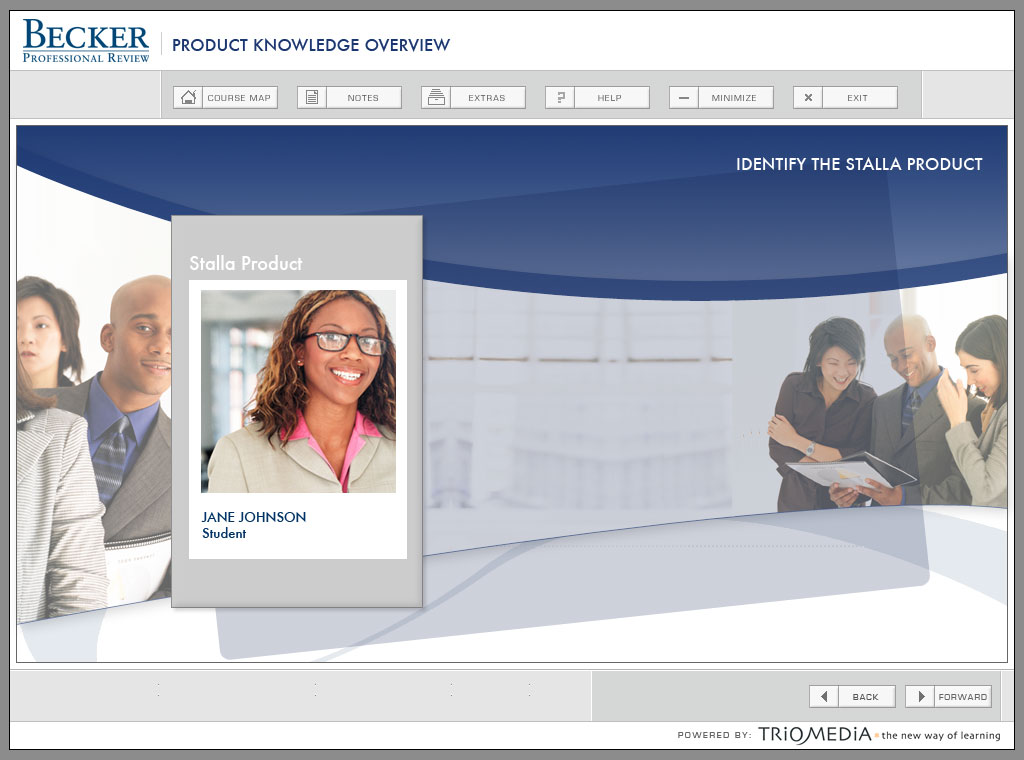 BECKER
PROFESSIONAL REVIEW
PRODUCT KNOWLEDGE OVERVIEW
COURSE MAP
NOTES
EXTRAS
HELP
MINIMIZE
EXIT
IDENTIFY THE STALLA PRODUCT
Stalla Product
JANE JOHNSON
Student
BACK
FORWARD
POWERED BY: TRiOMEDiA the new way of learning